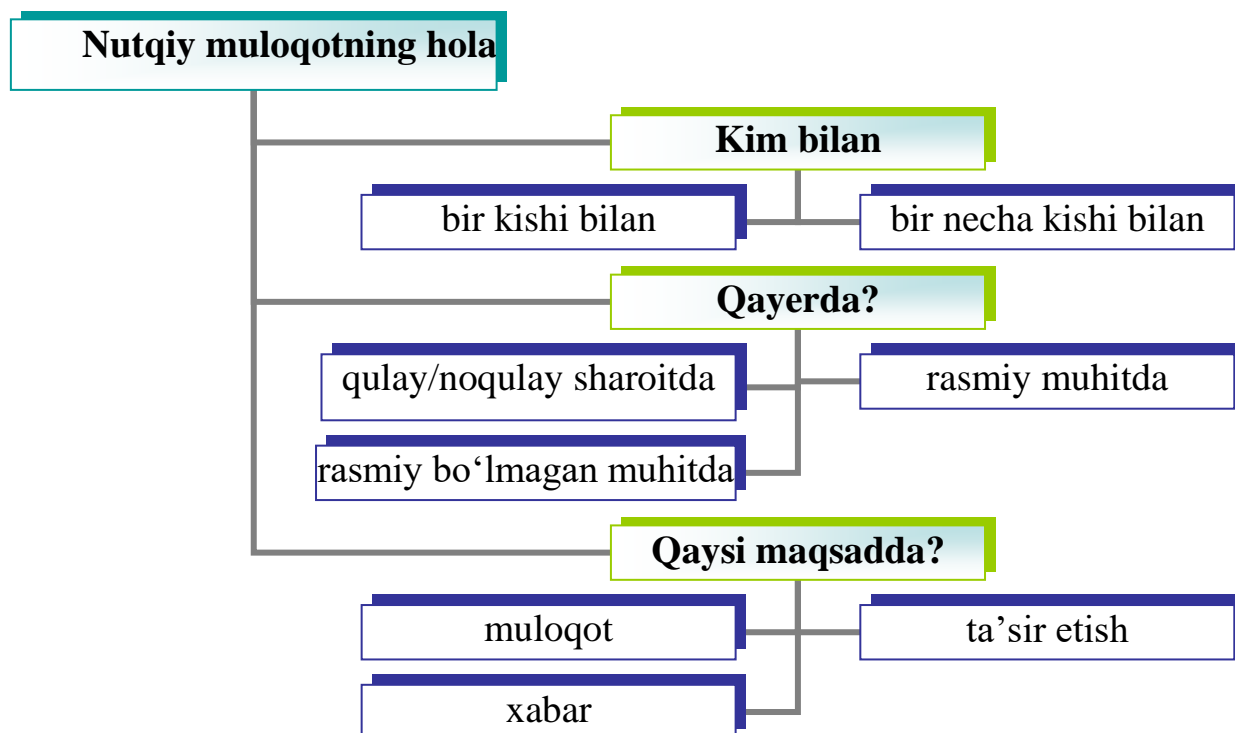 Nutqiy muloqotning hola
Kim bilan
bir kishi bilan
bir necha kishi bilan
Qayerda?
qulay/noqulay sharoitda
rasmiy muhitda
rasmiy bo‘lmagan muhitda
Qaysi maqsadda?
muloqot
ta’sir etish
xabar